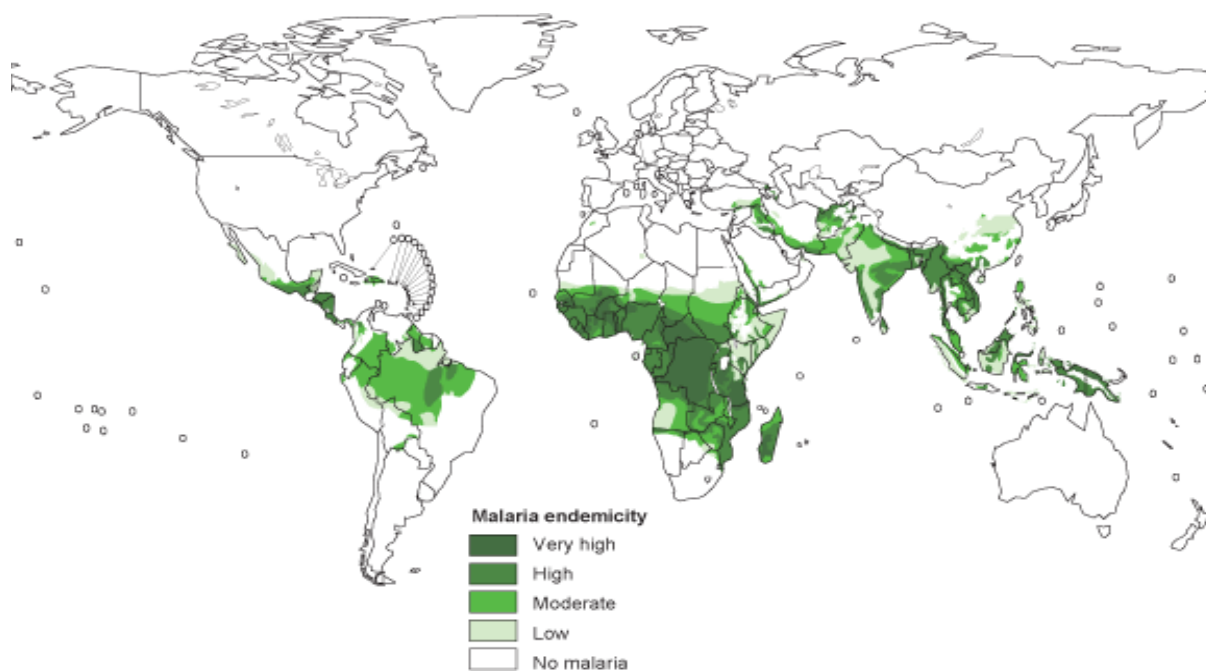 Malaria endemicity
Very high
High
Moderate
Low
No malaria